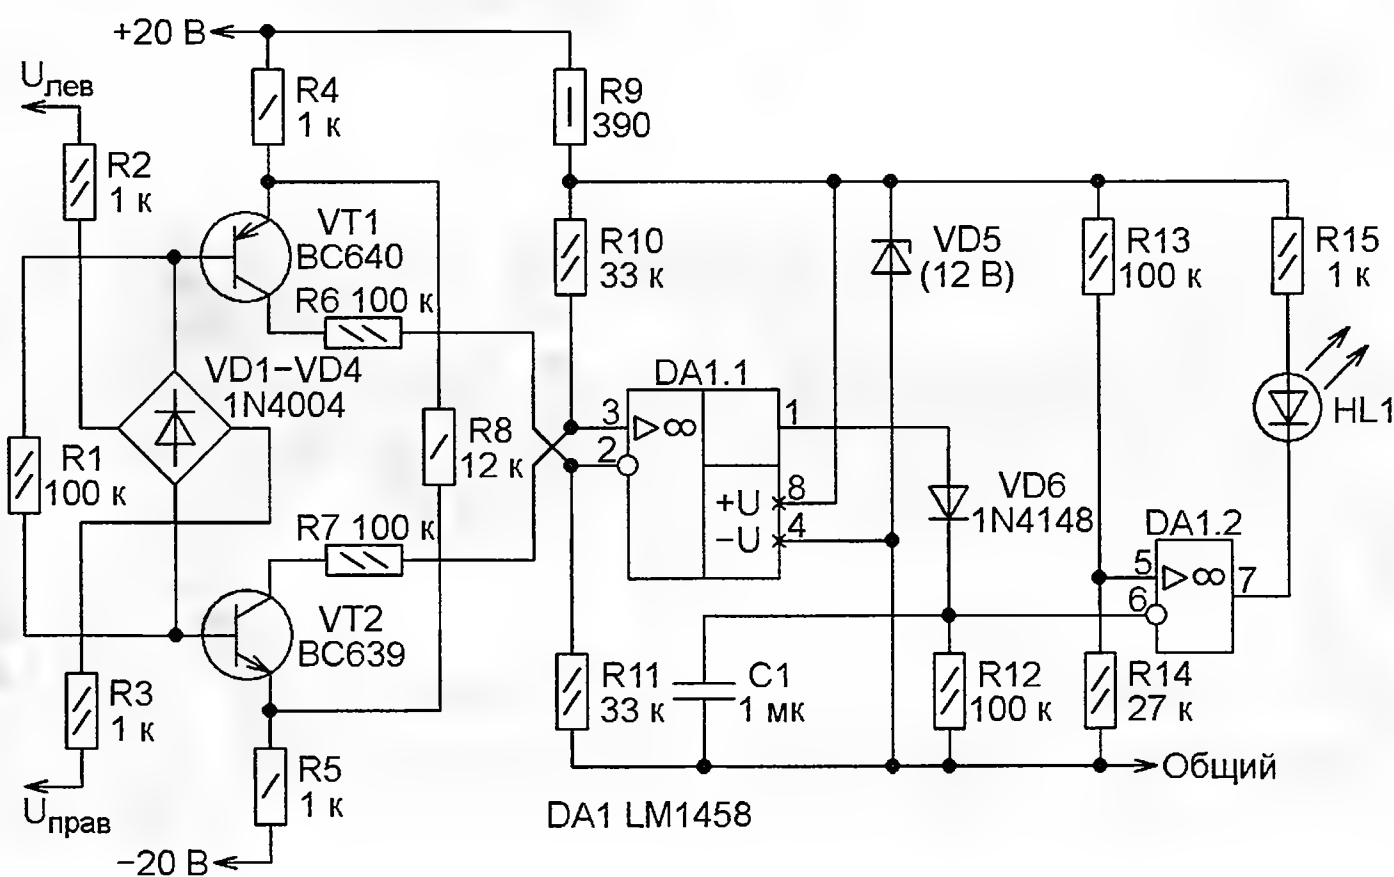 +20 В
Uлев
R4
1 к
R9
390
R2
1 к
VT1
BC640
R10
33 к
VD5
(12 В)
R13
100 к
R15
1 к
R6 100 к
VD1–VD4
1N4004
DA1.1
HL1
3
▷∞
1
R1
100 к
R8
12 к
2
+U
8
−U
4
VD6
1N4148
R7 100 к
DA1.2
5
▷∞
7
6
VT2
BC639
R3
1 к
R11
33 к
C1
1 мк
R12
100 к
R14
27 к
R5
1 к
Общий
Uправ
DA1 LM1458
−20 В